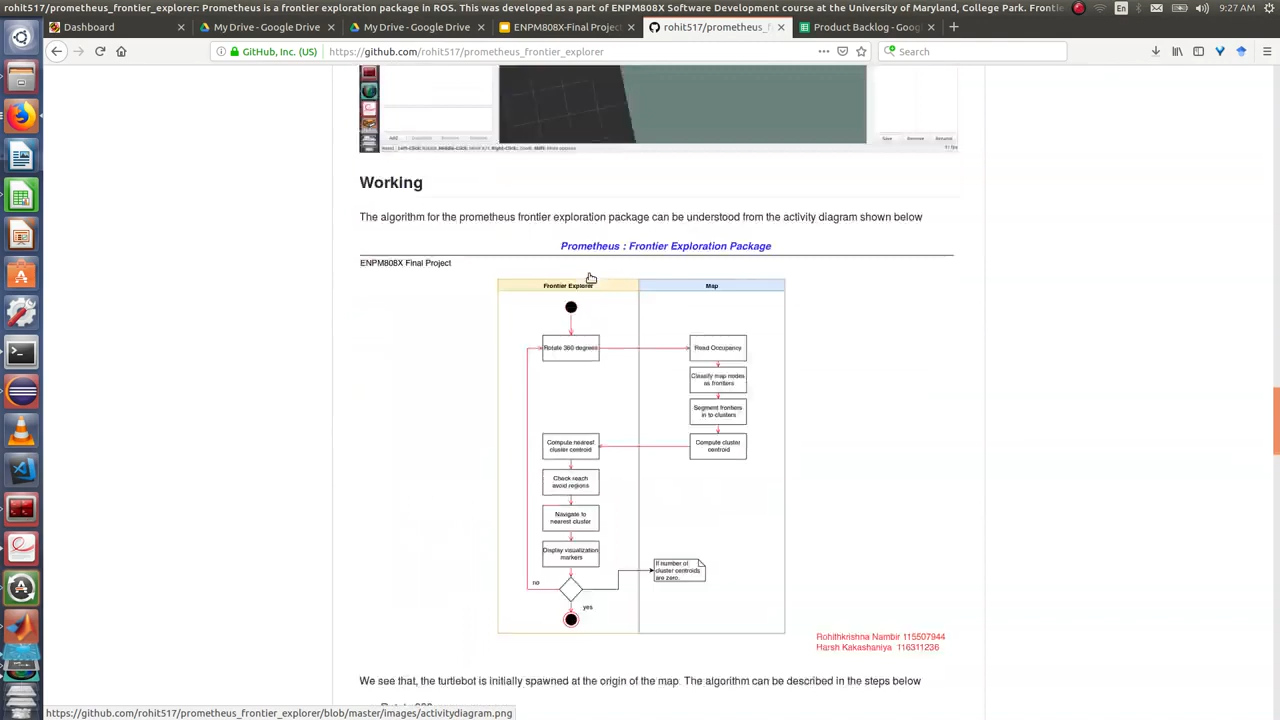 rohit517/prometheus_frontier_explorer: Prometheus is a frontier exploration package in ROS. This was developed as a part of ENPM808X Software Development course at the University of Maryland, College Park.
En
9:27 AM
Dashboard
My Drive - Google Drive
My Drive - Google Drive
ENPM808X-Final Proje
rohit517/prometheus_f
Product Backlog - Goo
GitHub, Inc. (US)
https://github.com/rohit517/prometheus_frontier_explorer
Search
Working
The algorithm for the prometheus frontier exploration package can be understood from the activity diagram shown below
Prometheus : Frontier Exploration Package
ENPM808X Final Project
Frontier Explorer
Map
Rotate 360 degrees
Read Occupancy
Classify map nodes
as frontiers
Segment frontiers
in to clusters
Compute nearest
cluster centroid
Compute cluster
centroid
Check reach
avoid regions
Navigate to
nearest cluster
Display visualization
markers
If number of
cluster centroids
are zero.
no
yes
Rohithkrishna Nambir 115507944
Harsh Kakashaniya 116311236
We see that, the turtlebot is initially spawned at the origin of the map. The algorithm can be described in the steps below
https://github.com/rohit517/prometheus_frontier_explorer/blob/master/images/activitydiagram.png